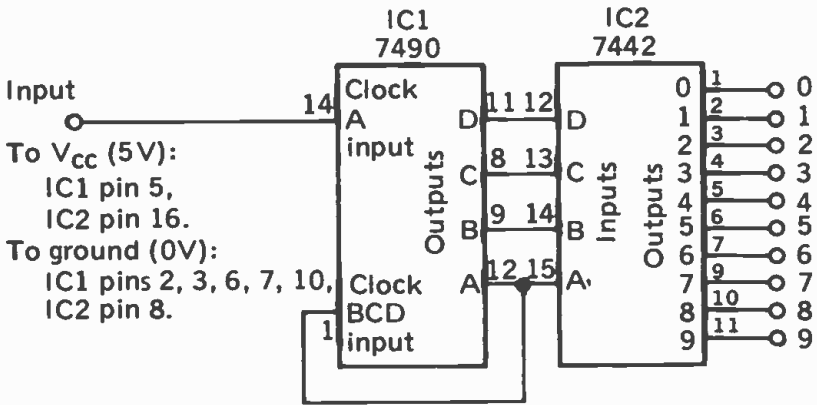 IC1
7490
IC2
7442
Input
To VCC (5V):
IC1 pin 5,
IC2 pin 16.
To ground (0V):
IC1 pins 2, 3, 6, 7, 10,
IC2 pin 8.
14
Clock
A
input
Clock
BCD
input
1
Outputs
D 11 12 D
C 8 13 C
B 9 14 B
A 12 15 A
Inputs
Outputs
0 1 0
1 2 1
2 3 2
3 4 3
4 5 4
5 6 5
6 7 6
7 9 7
8 10 8
9 11 9